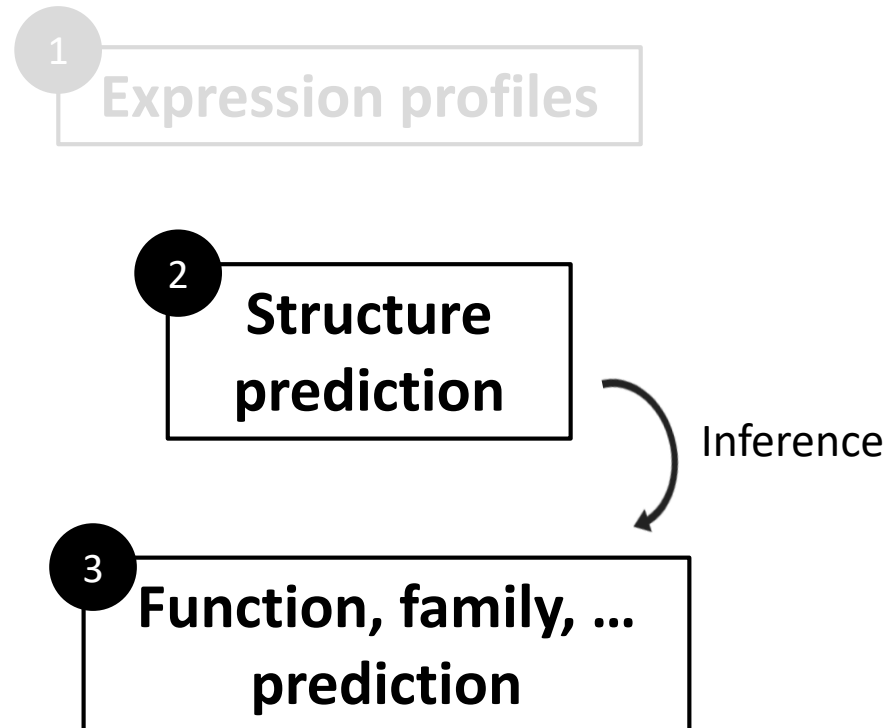 1
Expression profiles
2
Structure
prediction
Inference
3
Function, family, ...
prediction